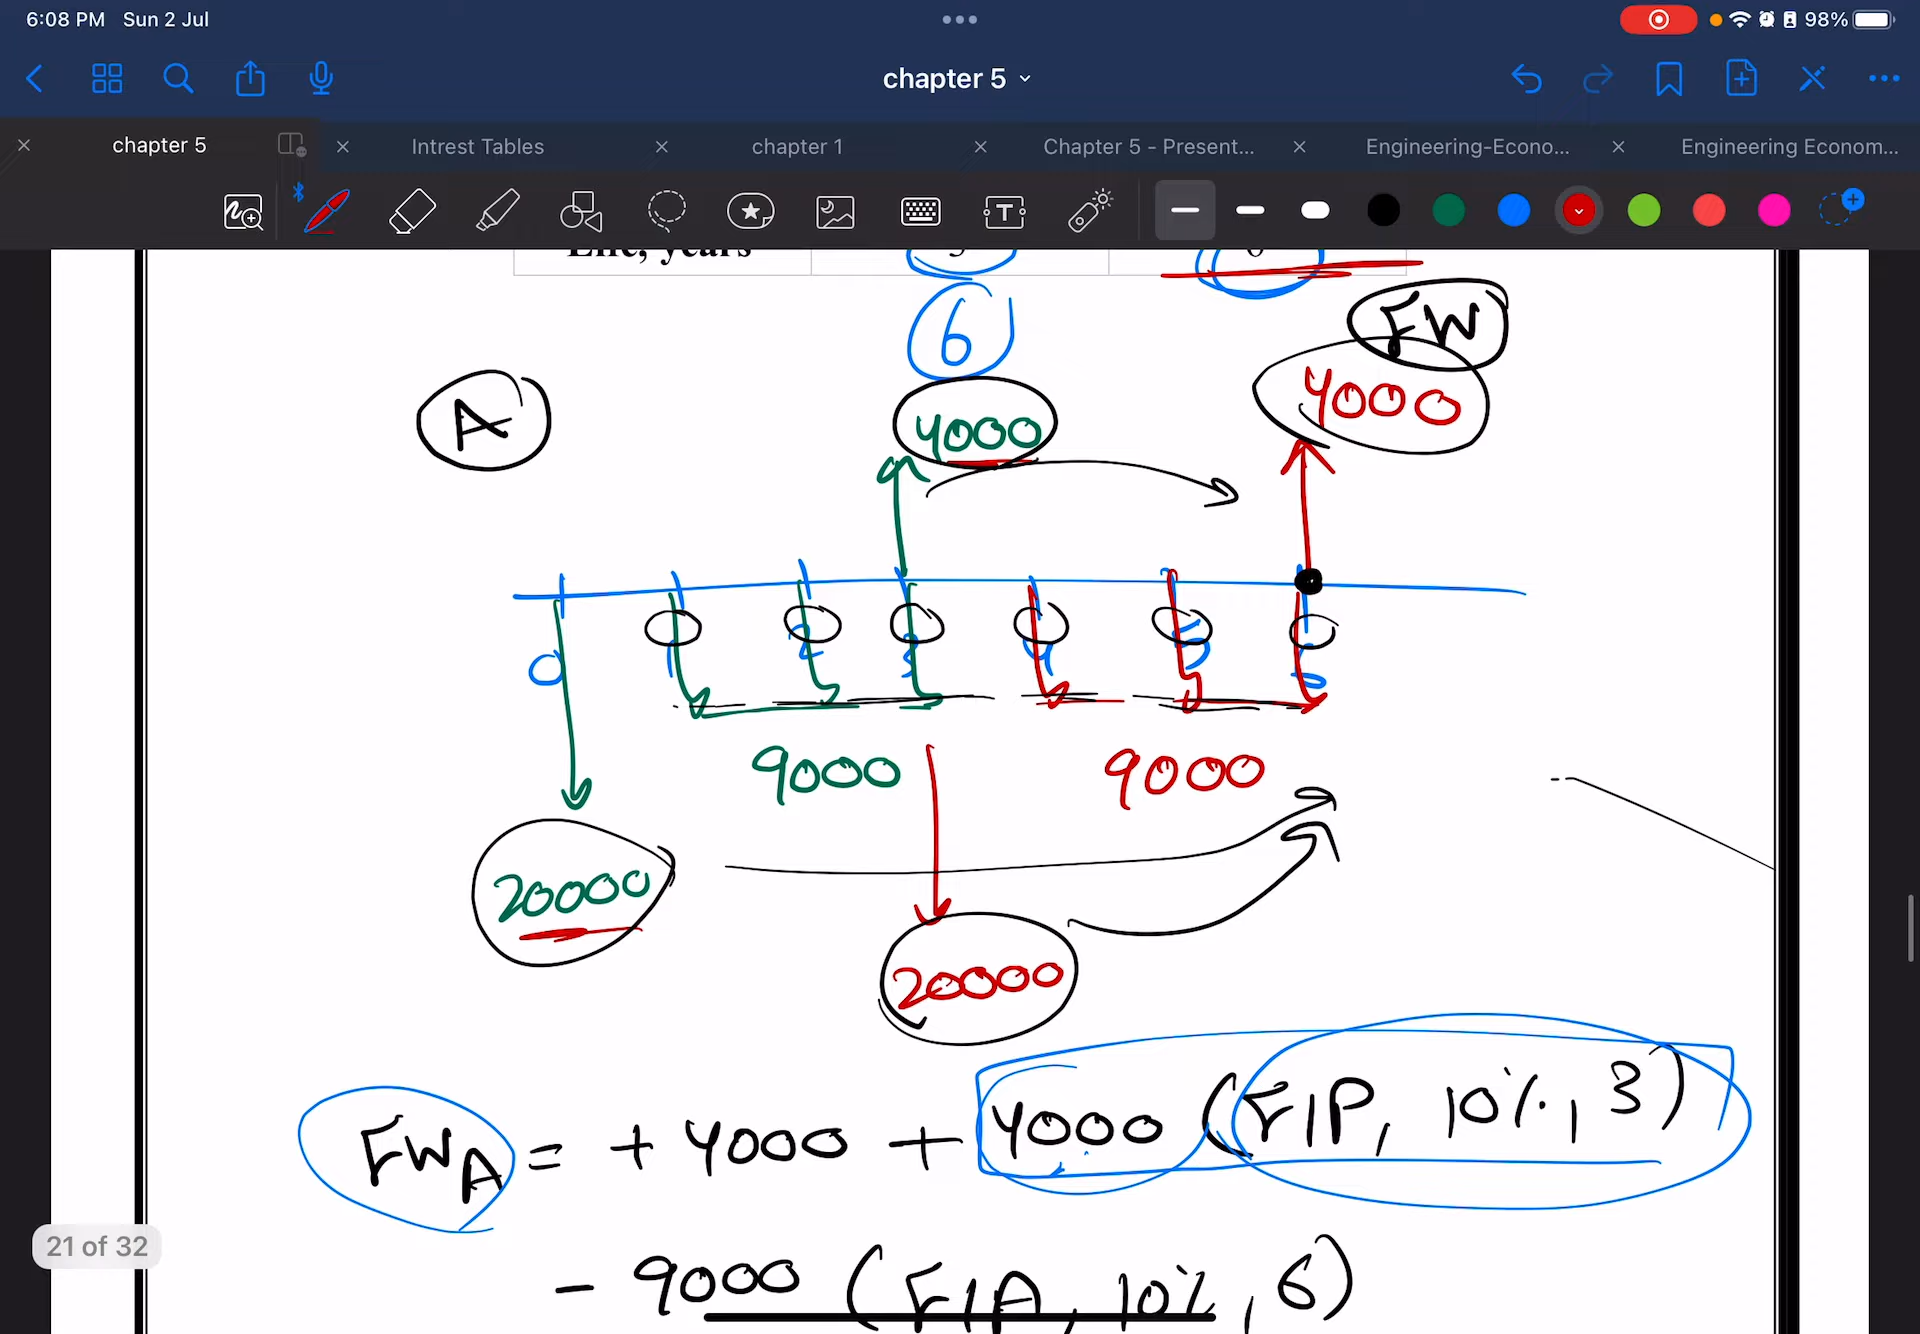 6:08 PM Sun 2 Jul
98%
chapter 5
chapter 5
Intrest Tables
chapter 1
Chapter 5 - Present...
Engineering-Econo...
Engineering Econom...
T
Life, years
6
FW
4000
A
4000
0 1 2 3 4 5 6
9000
9000
20000
20000
FWA = + 4000 + 4000 (F/P, 10%, 3)
- 9000 (F/A, 10%, 6)
21 of 32